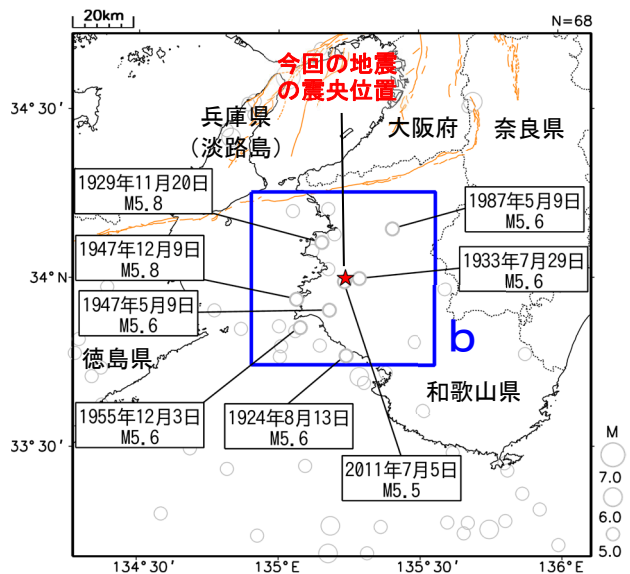 20km
N=68
今回の地震
の震央位置
34°30′
兵庫県
（淡路島）
大阪府
奈良県
1929年11月20日
M5.8
1987年5月9日
M5.6
1947年12月9日
M5.8
1933年7月29日
M5.6
34°N
1947年5月9日
M5.6
b
徳島県
和歌山県
1955年12月3日
M5.6
1924年8月13日
M5.6
2011年7月5日
M5.5
33°30′
M
7.0
6.0
5.0
134°30′
135°E
135°30′
136°E